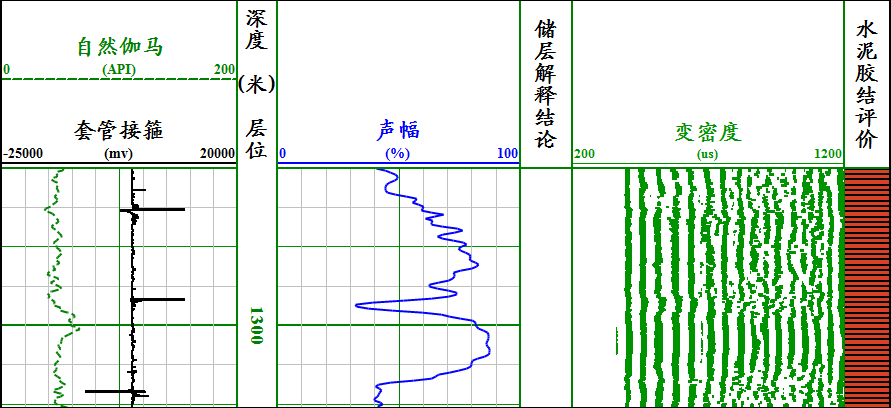 自然伽马
0 (API) 200
套管接箍
-25000 (mv) 20000
深度
(米)
层位
声幅
0 (%) 100
储层解释结论
变密度
200 (us) 1200
水泥胶结评价
1300